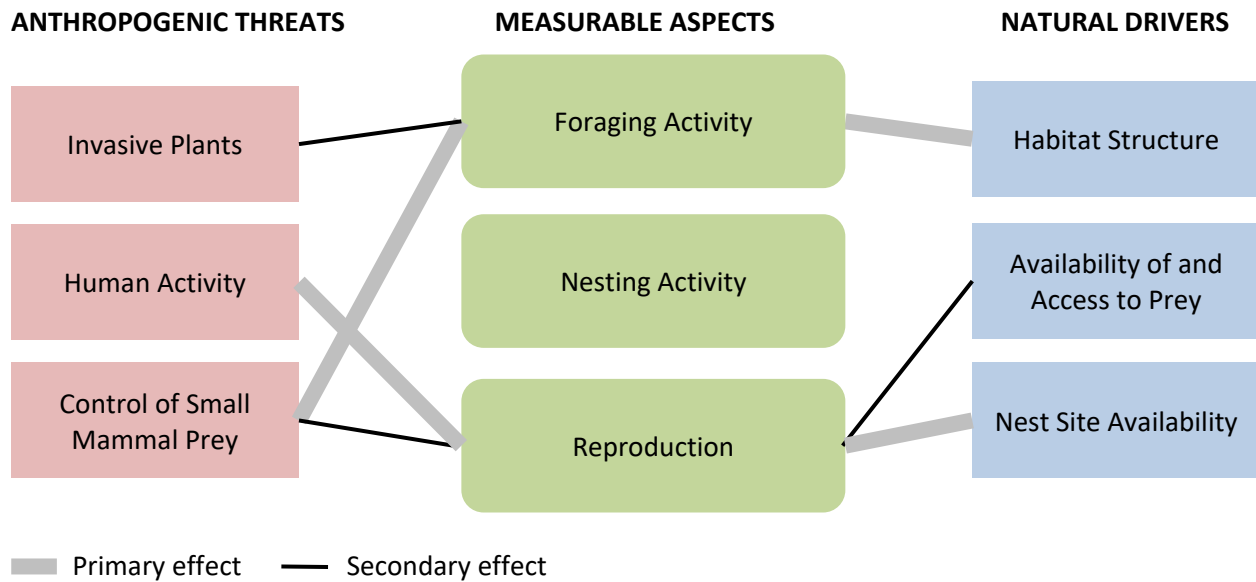 ANTHROPOGENIC THREATS
MEASURABLE ASPECTS
NATURAL DRIVERS
Invasive Plants
Human Activity
Control of Small
Mammal Prey
Foraging Activity
Nesting Activity
Reproduction
Habitat Structure
Availability of and
Access to Prey
Nest Site Availability
Primary effect
Secondary effect